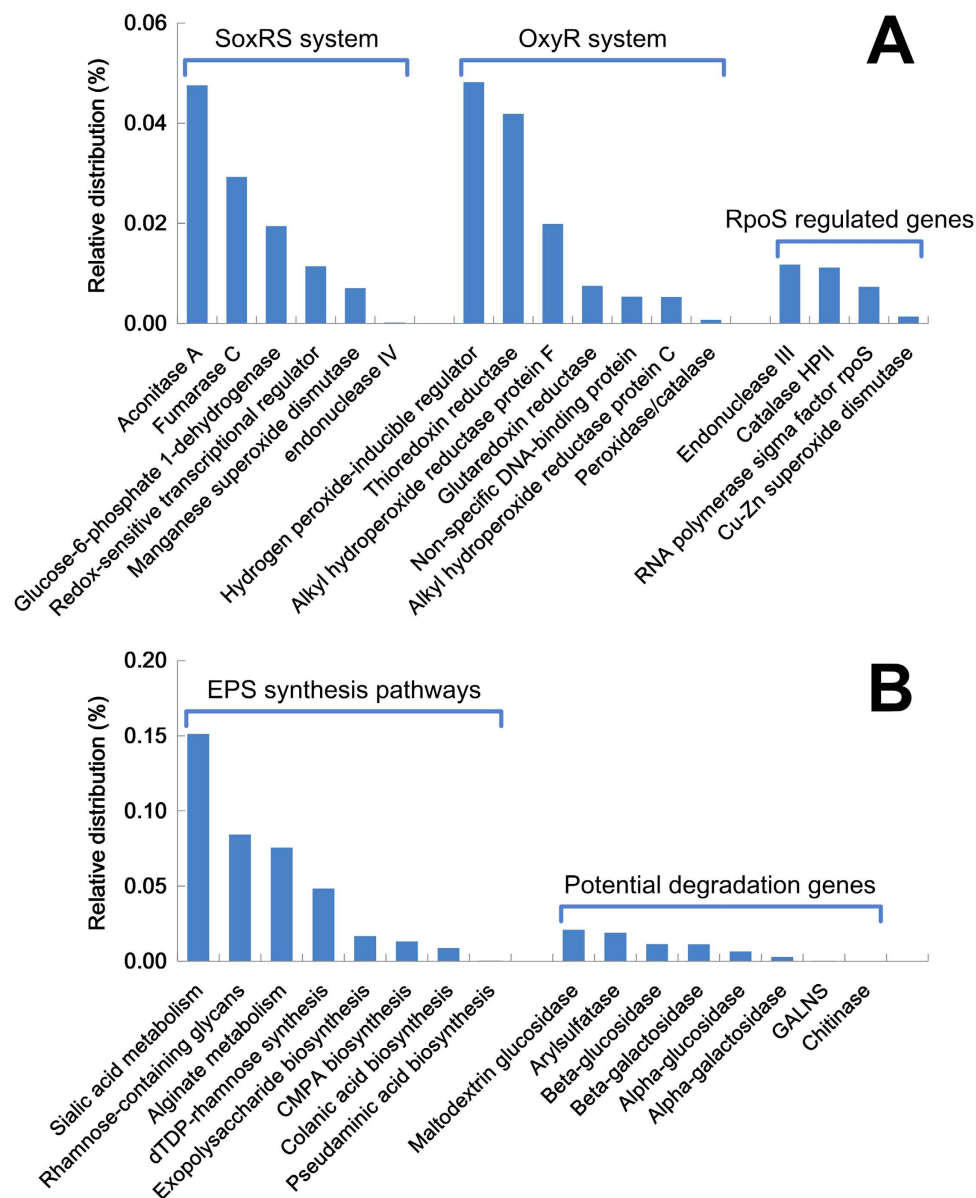 A
SoxRS system
OxyR system
RpoS regulated genes
Relative distribution (%)
0.06
0.04
0.02
0.00
Aconitase A
Fumarase C
Glucose-6-phosphate 1-dehydrogenase
Redox-sensitive transcriptional regulator
Manganese superoxide dismutase
endonuclease IV
Hydrogen peroxide-inducible regulator
Thioredoxin reductase
Alkyl hydroperoxide reductase protein F
Glutaredoxin reductase
Non-specific DNA-binding protein
Alkyl hydroperoxide reductase protein C
Peroxidase/catalase
Endonuclease III
Catalase HPII
RNA polymerase sigma factor rpoS
Cu-Zn superoxide dismutase
B
EPS synthesis pathways
Potential degradation genes
Relative distribution (%)
0.20
0.15
0.10
0.05
0.00
Sialic acid metabolism
Rhamnose-containing glycans
Alginate metabolism
dTDP-rhamnose synthesis
Exopolysaccharide biosynthesis
CMPA biosynthesis
Colanic acid biosynthesis
Pseudaminic acid biosynthesis
Maltodextrin glucosidase
Arylsulfatase
Beta-glucosidase
Beta-galactosidase
Alpha-glucosidase
Alpha-galactosidase
GALNS
Chitinase